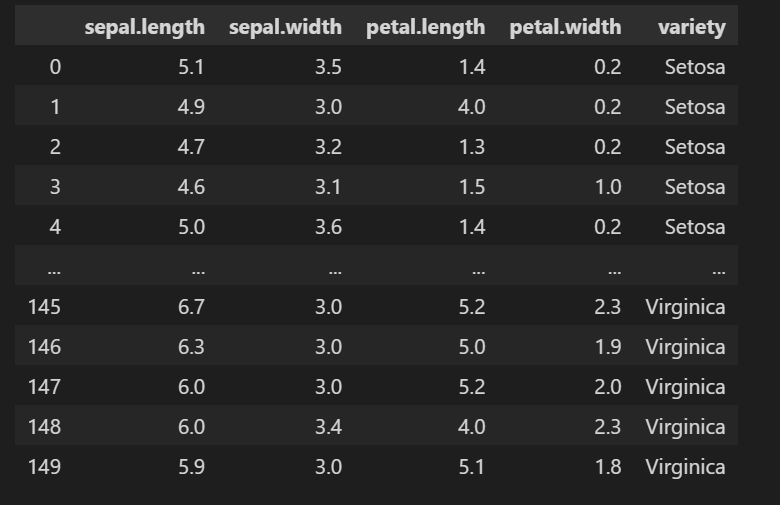 sepal.length sepal.width petal.length petal.width variety
0 5.1 3.5 1.4 0.2 Setosa
1 4.9 3.0 4.0 0.2 Setosa
2 4.7 3.2 1.3 0.2 Setosa
3 4.6 3.1 1.5 1.0 Setosa
4 5.0 3.6 1.4 0.2 Setosa
... ... ... ... ... ...
145 6.7 3.0 5.2 2.3 Virginica
146 6.3 3.0 5.0 1.9 Virginica
147 6.0 3.0 5.2 2.0 Virginica
148 6.0 3.4 4.0 2.3 Virginica
149 5.9 3.0 5.1 1.8 Virginica